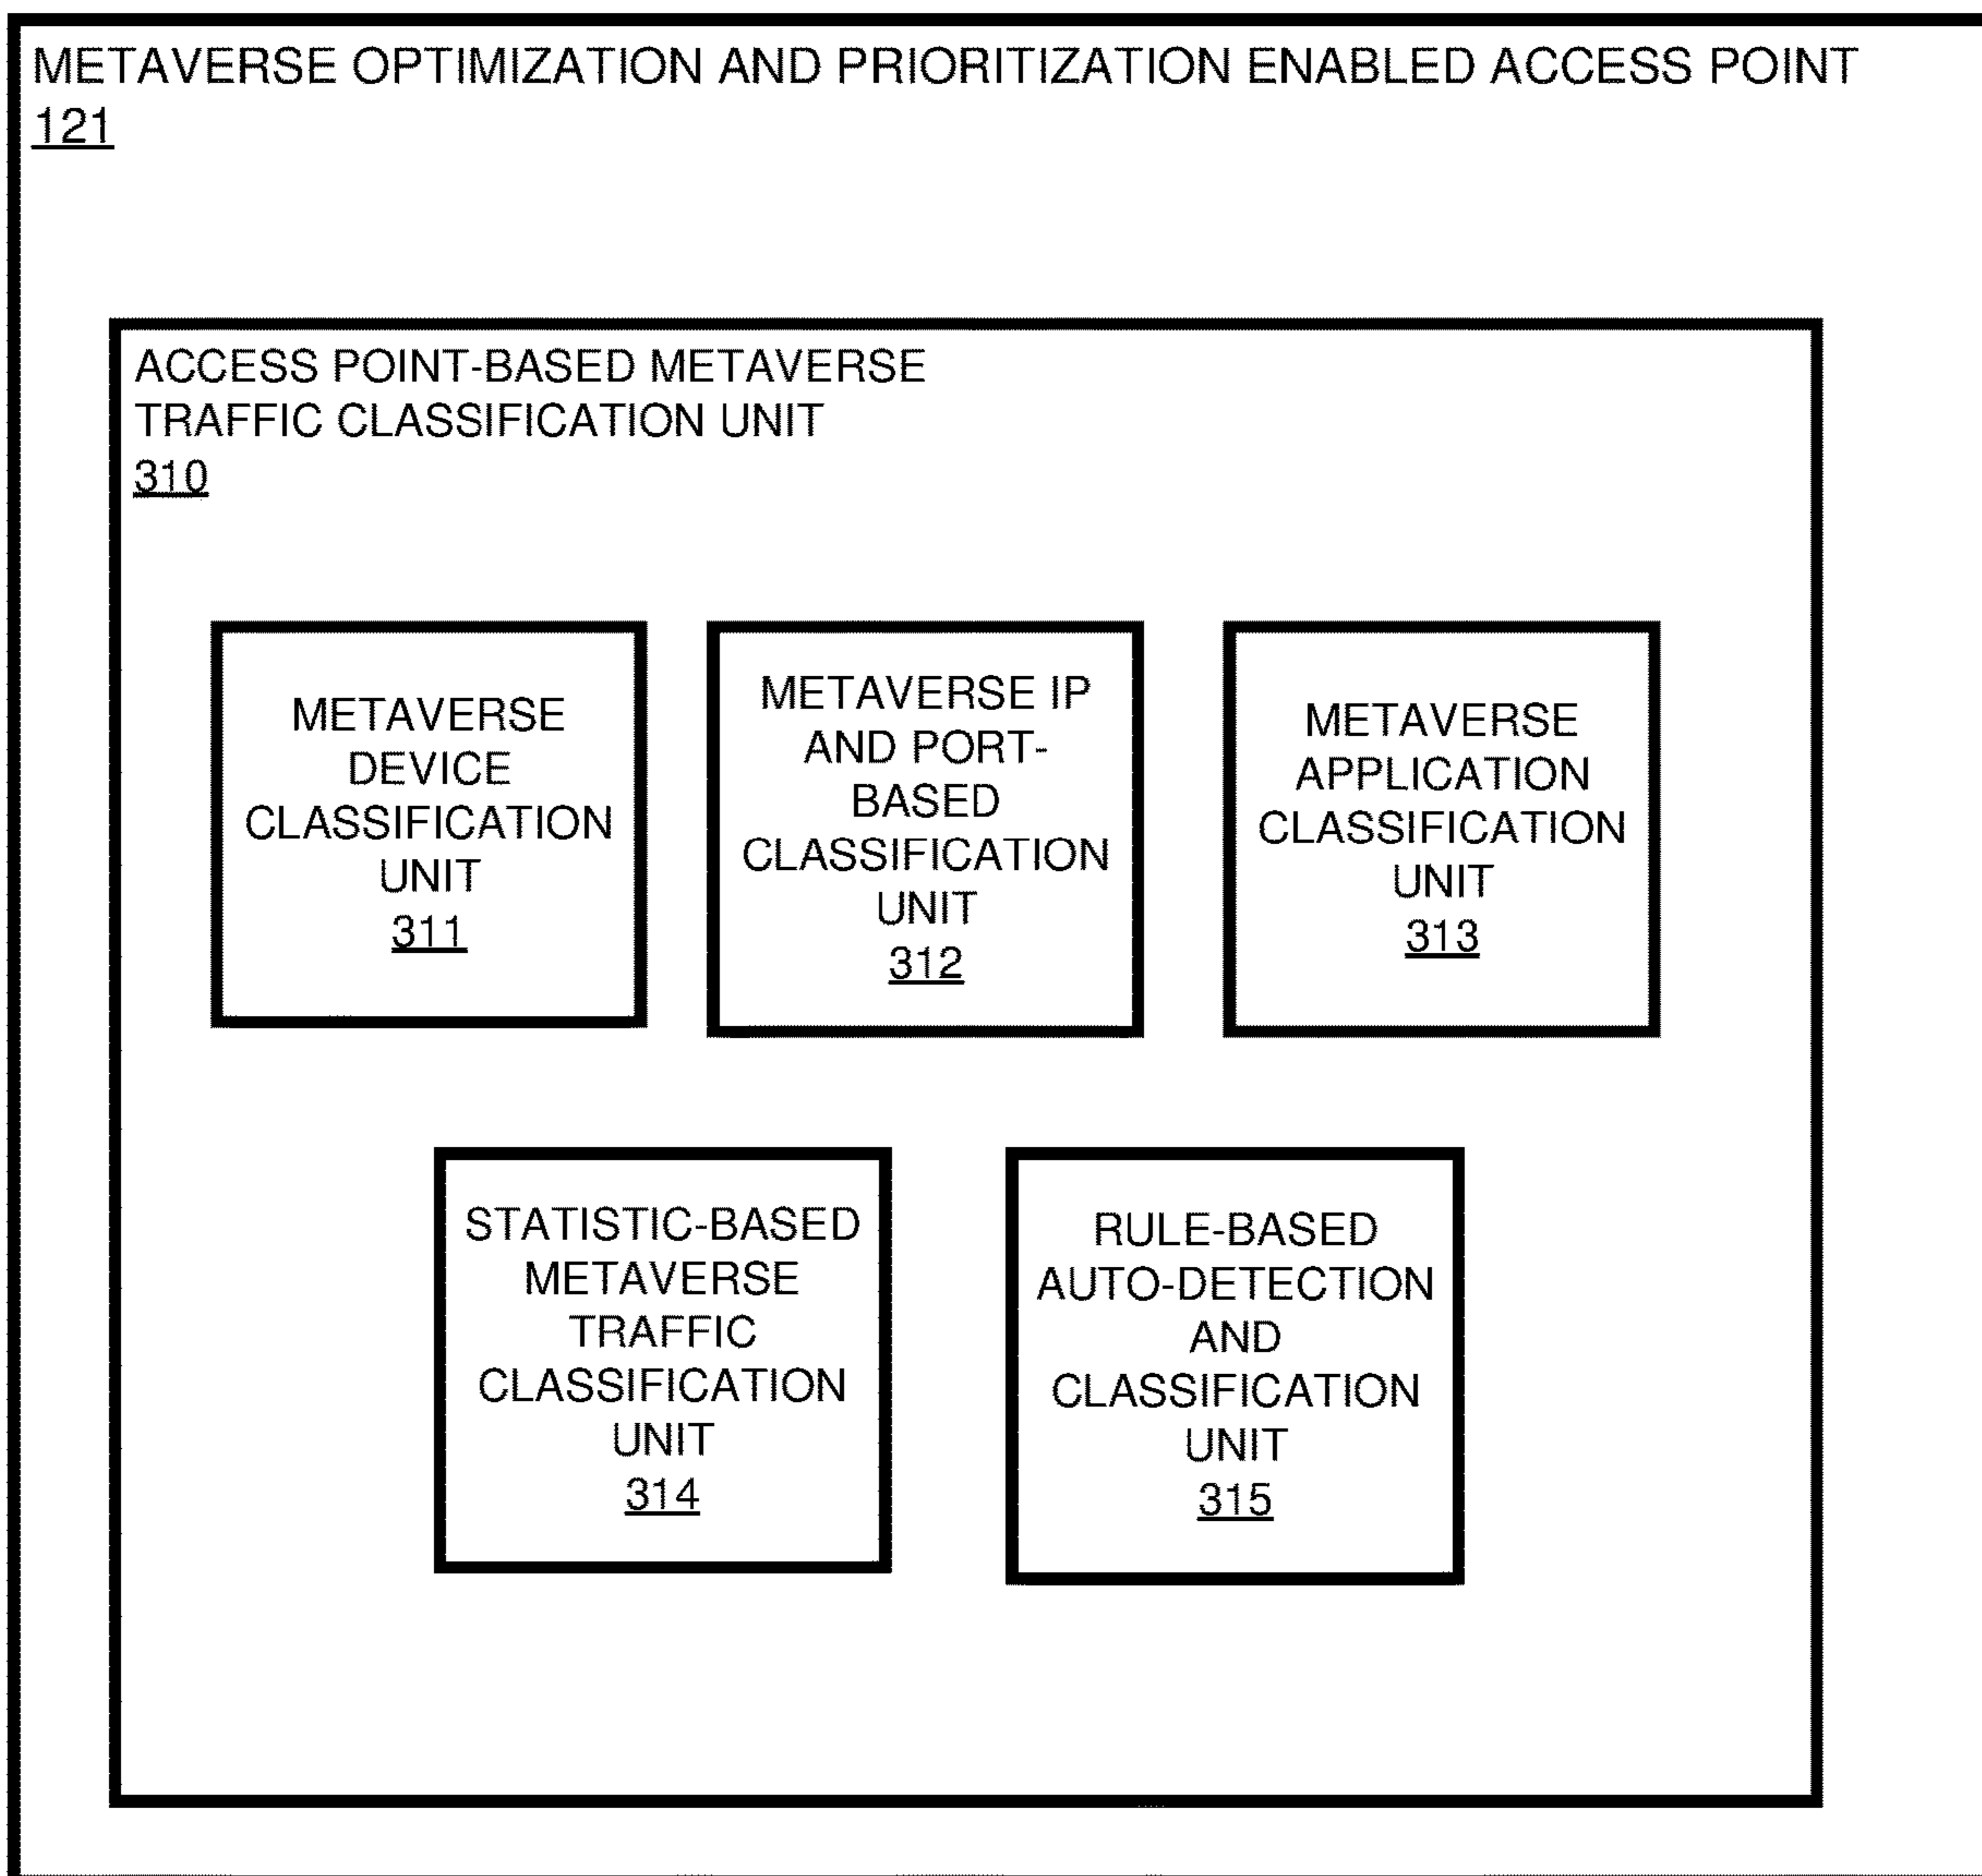 METAVERSE OPTIMIZATION AND PRIORITIZATION ENABLED ACCESS POINT
121
ACCESS POINT-BASED METAVERSE
TRAFFIC CLASSIFICATION UNIT
310
METAVERSE
DEVICE
CLASSIFICATION
UNIT
311
METAVERSE IP
AND PORT-
BASED
CLASSIFICATION
UNIT
312
METAVERSE
APPLICATION
CLASSIFICATION
UNIT
313
STATISTIC-BASED
METAVERSE
TRAFFIC
CLASSIFICATION
UNIT
314
RULE-BASED
AUTO-DETECTION
AND
CLASSIFICATION
UNIT
315